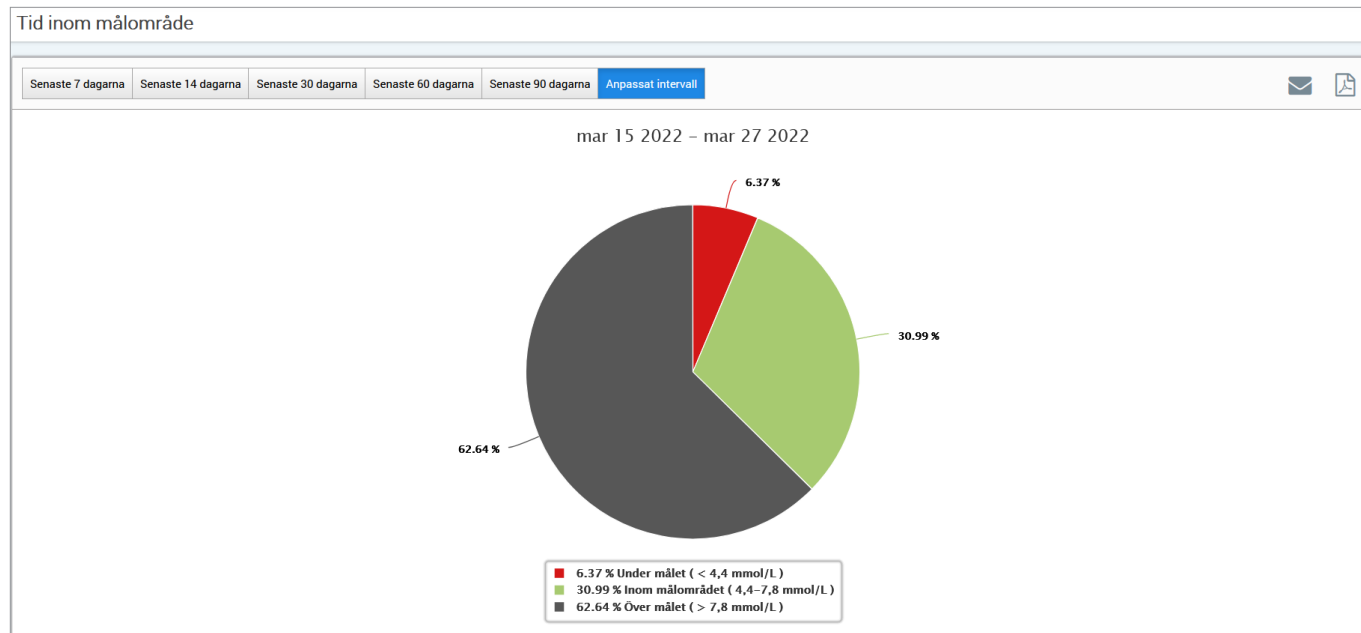 Tid inom målområde
Senaste 7 dagarna Senaste 14 dagarna Senaste 30 dagarna Senaste 60 dagarna Senaste 90 dagarna Anpassat intervall
mar 15 2022 – mar 27 2022
6.37 %
30.99 %
62.64 %
6.37 % Under målet ( < 4,4 mmol/L )
30.99 % Inom målområdet ( 4,4–7,8 mmol/L )
62.64 % Över målet ( > 7,8 mmol/L )